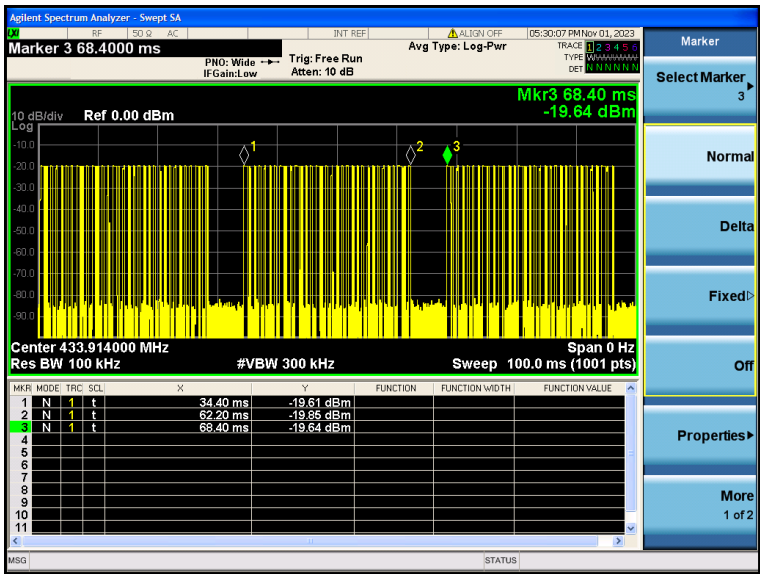 Agilent Spectrum Analyzer - Swept SA
LXI RF 50 Ω AC INT REF ALIGN OFF 05:30:07 PM Nov 01, 2023
Marker 3 68.4000 ms
PNO: Wide
IFGain:Low
Trig: Free Run
Atten: 10 dB
Avg Type: Log-Pwr
TRACE 1 2 3 4 5 6
TYPE WWWWWW
DET N N N N N N
Mkr3 68.40 ms
-19.64 dBm
10 dB/div Ref 0.00 dBm
Log
1 2 3
-10.0
-20.0
-30.0
-40.0
-50.0
-60.0
-70.0
-80.0
-90.0
Center 433.914000 MHz Span 0 Hz
Res BW 100 kHz #VBW 300 kHz Sweep 100.0 ms (1001 pts)
MKR MODE TRC SCL X Y FUNCTION FUNCTION WIDTH FUNCTION VALUE
1 N 1 t 34.40 ms -19.61 dBm
2 N 1 t 62.20 ms -19.85 dBm
3 N 1 t 68.40 ms -19.64 dBm
4
5
6
7
8
9
10
11
MSG STATUS
Marker
Select Marker
3
Normal
Delta
Fixed
Off
Properties
More
1 of 2